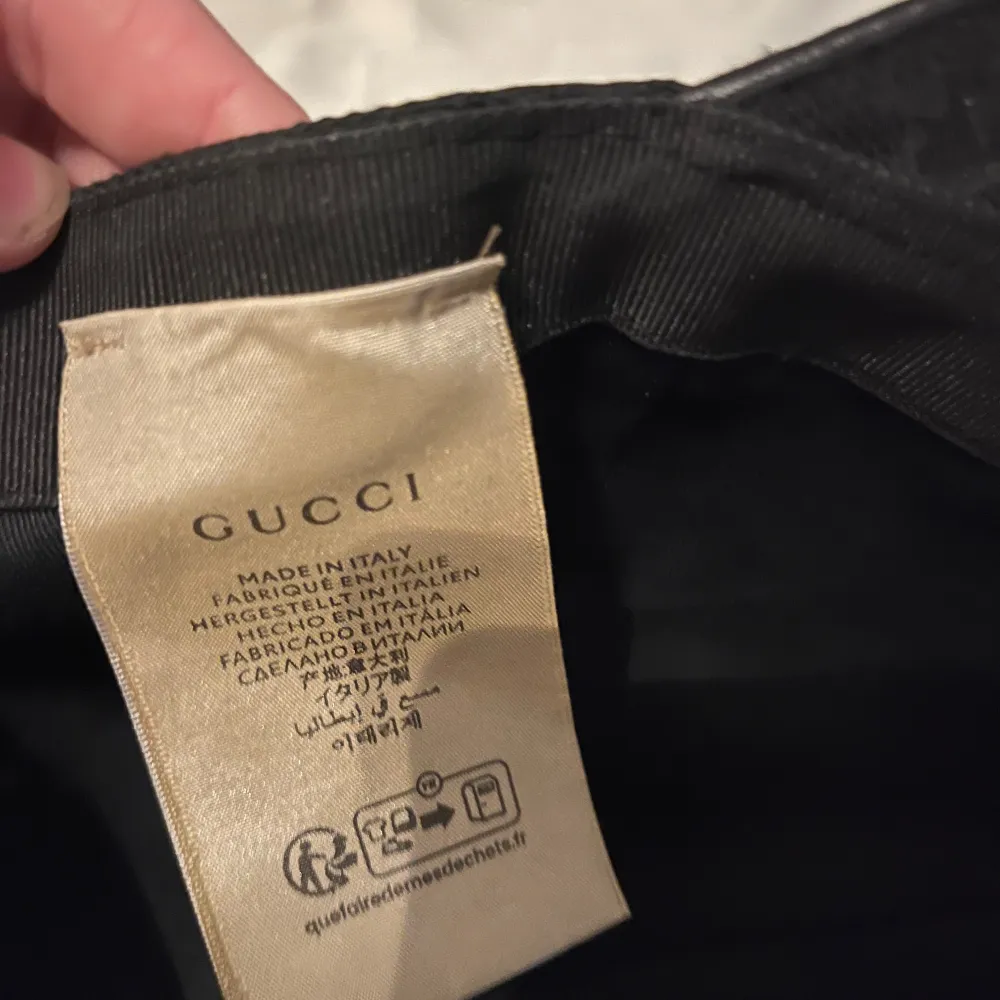 GUCCI
MADE IN ITALY
FABRIQUÉ EN ITALIE
HERGESTELLT IN ITALIEN
HECHO EN ITALIA
FABRICADO EM ITÁLIA
СДЕЛАНО В ИТАЛИИ
产地:意大利
イタリア製
صنع في إيطاليا
이태리제
FR
quefairedemesdechets.fr